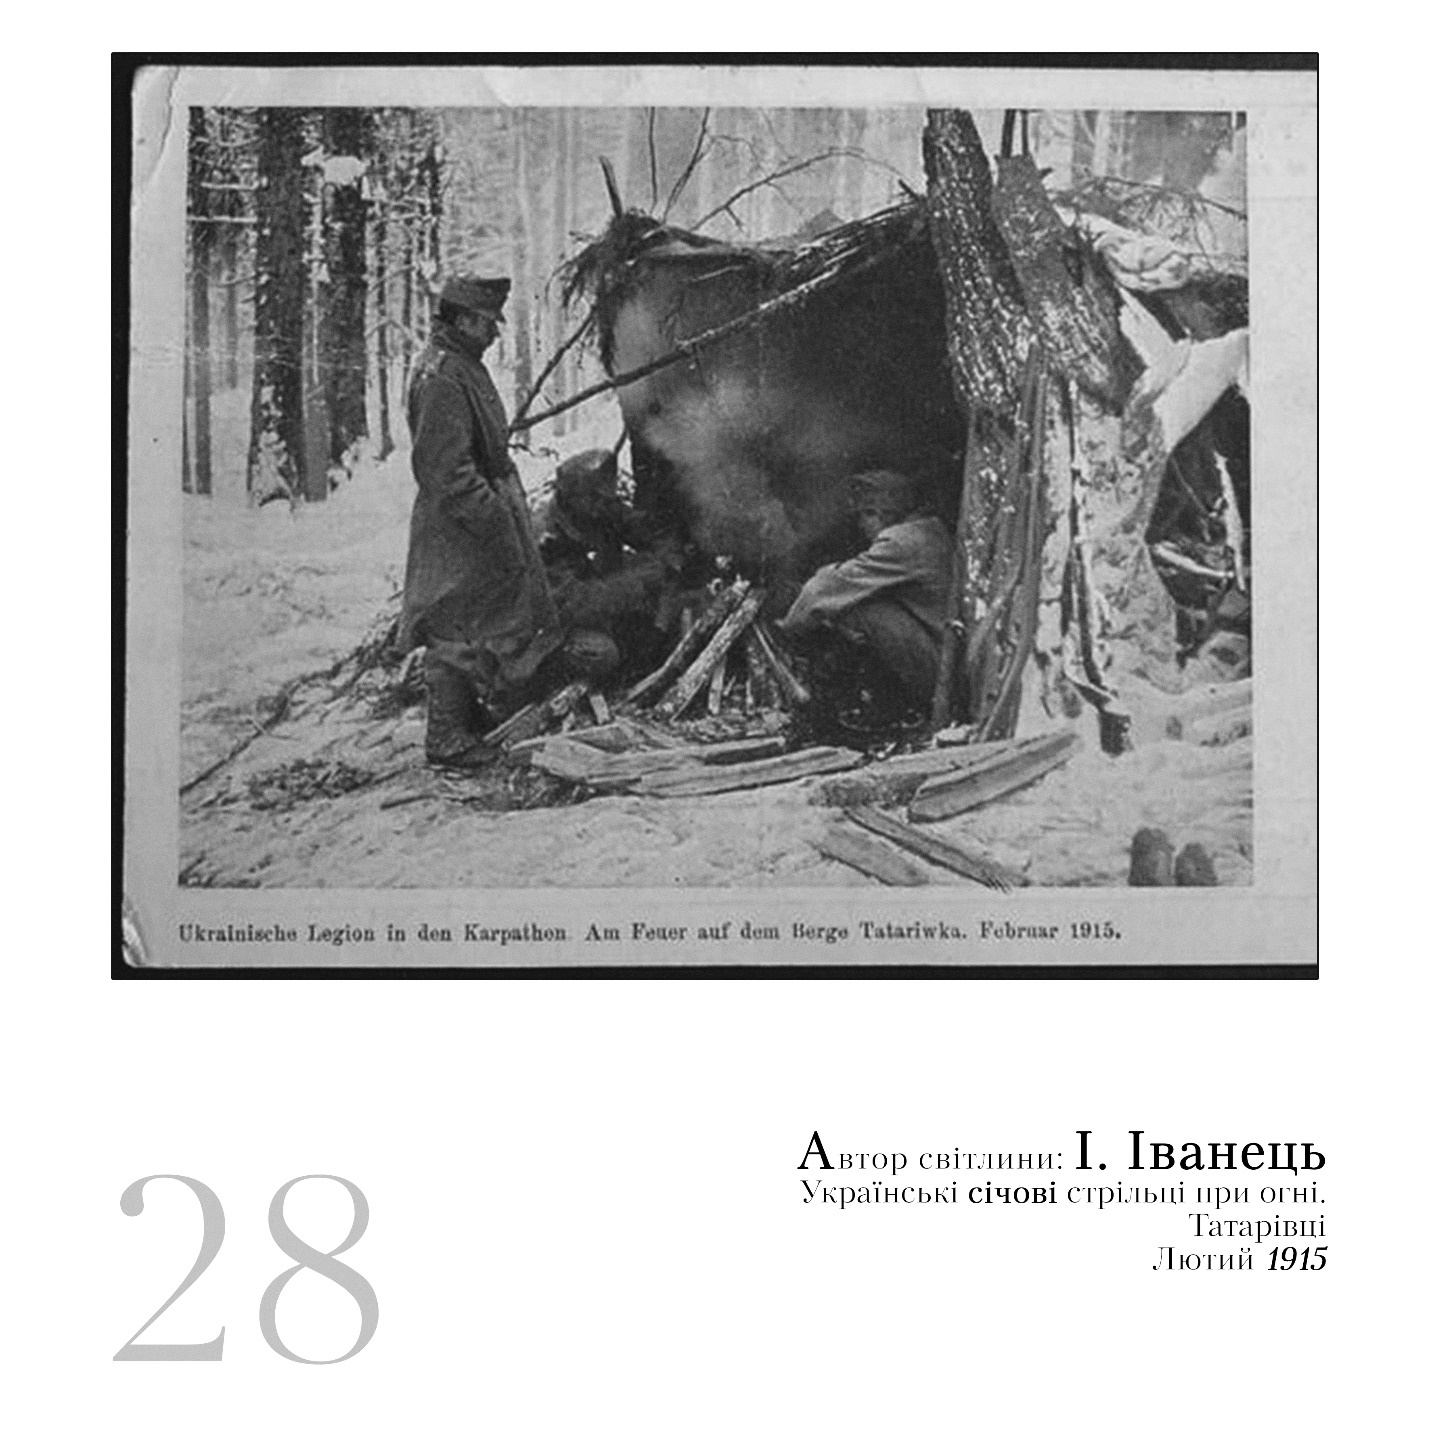 Ukrainische Legion in den Karpathen. Am Feuer auf dem Berge Tatariwka. Februar 1915.
28
Автор світлини: І. Іванець
Українські січові стрільці при огні.
Татарівці
Лютий 1915